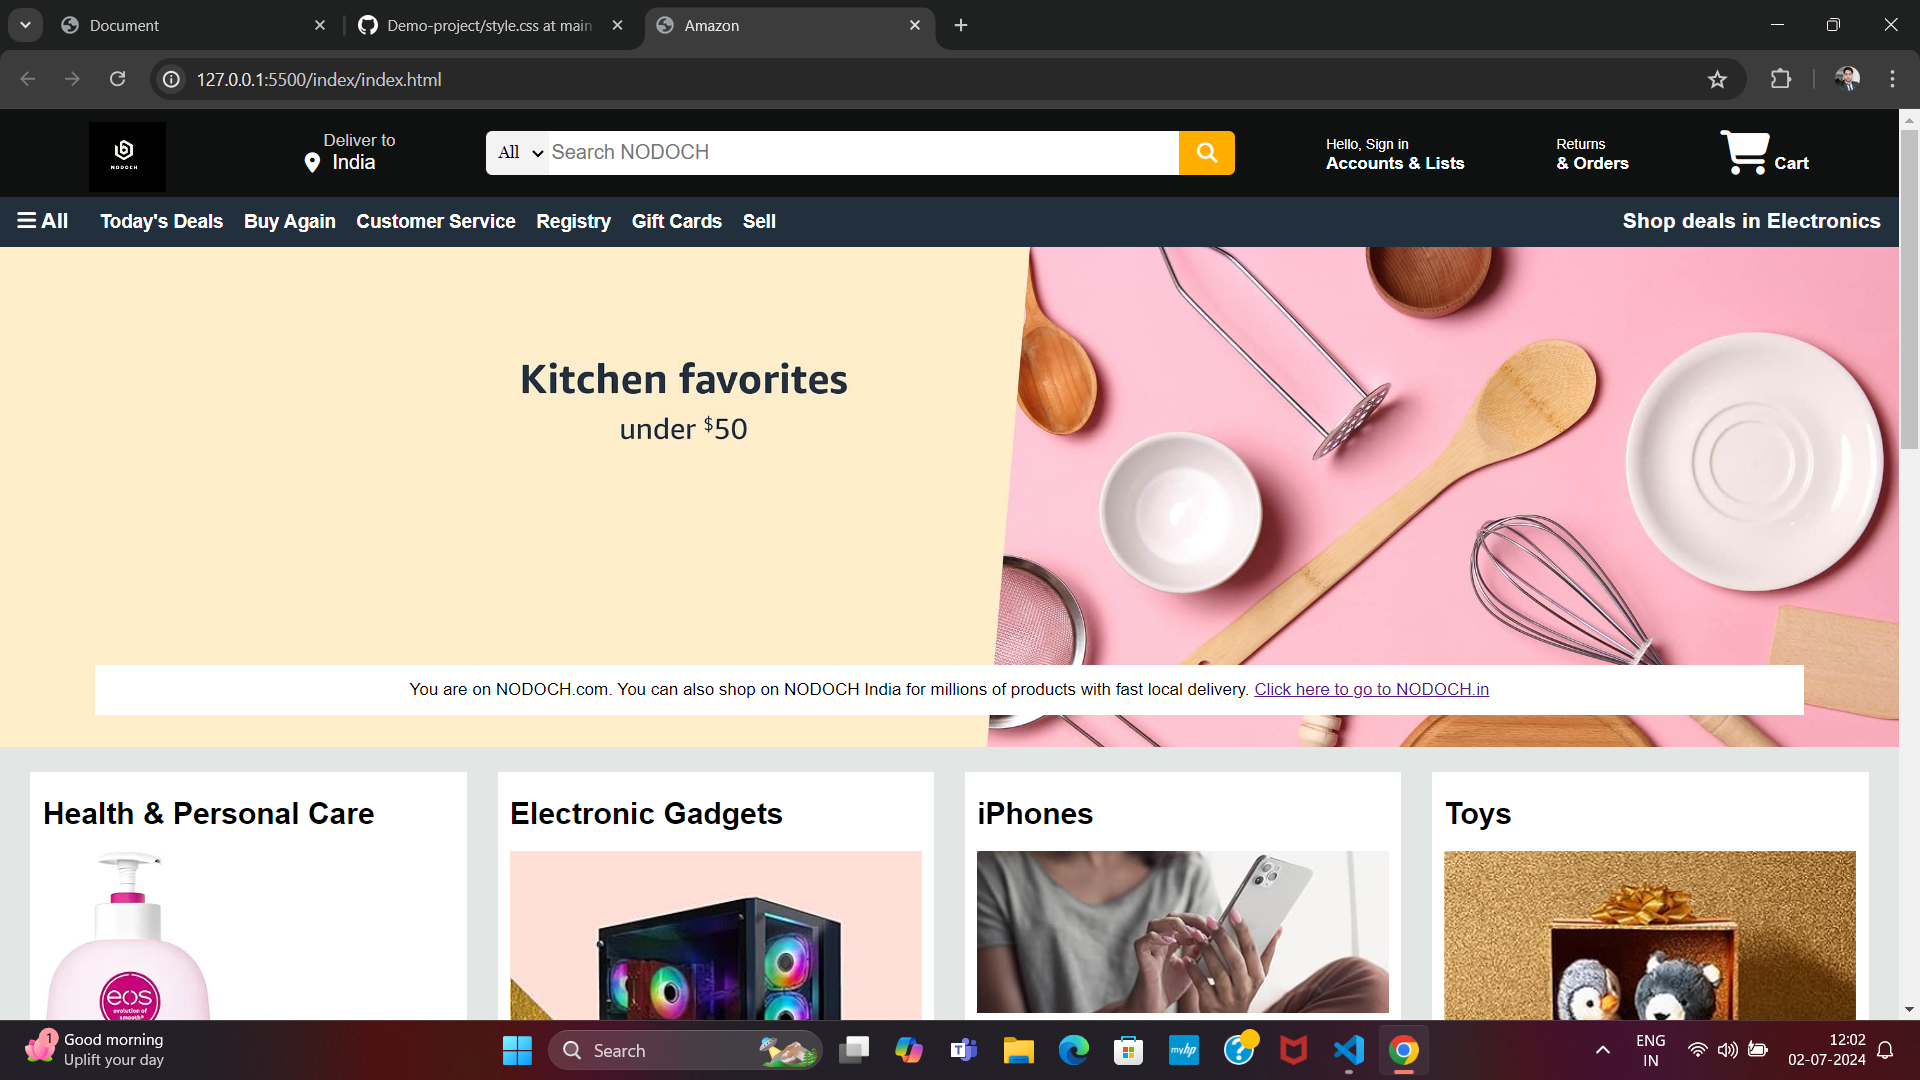 Document
Demo-project/style.css at main
Amazon
127.0.0.1:5500/index/index.html
NODOCH
Deliver to
India
All
Search NODOCH
Hello, Sign in
Accounts & Lists
Returns
& Orders
Cart
All
Today's Deals
Buy Again
Customer Service
Registry
Gift Cards
Sell
Shop deals in Electronics
Kitchen favorites
under $50
You are on NODOCH.com. You can also shop on NODOCH India for millions of products with fast local delivery. Click here to go to NODOCH.in
Health & Personal Care
Electronic Gadgets
iPhones
Toys
eos
evolution of
smooth®
1
Good morning
Uplift your day
Search
myhp
ENG
IN
12:02
02-07-2024